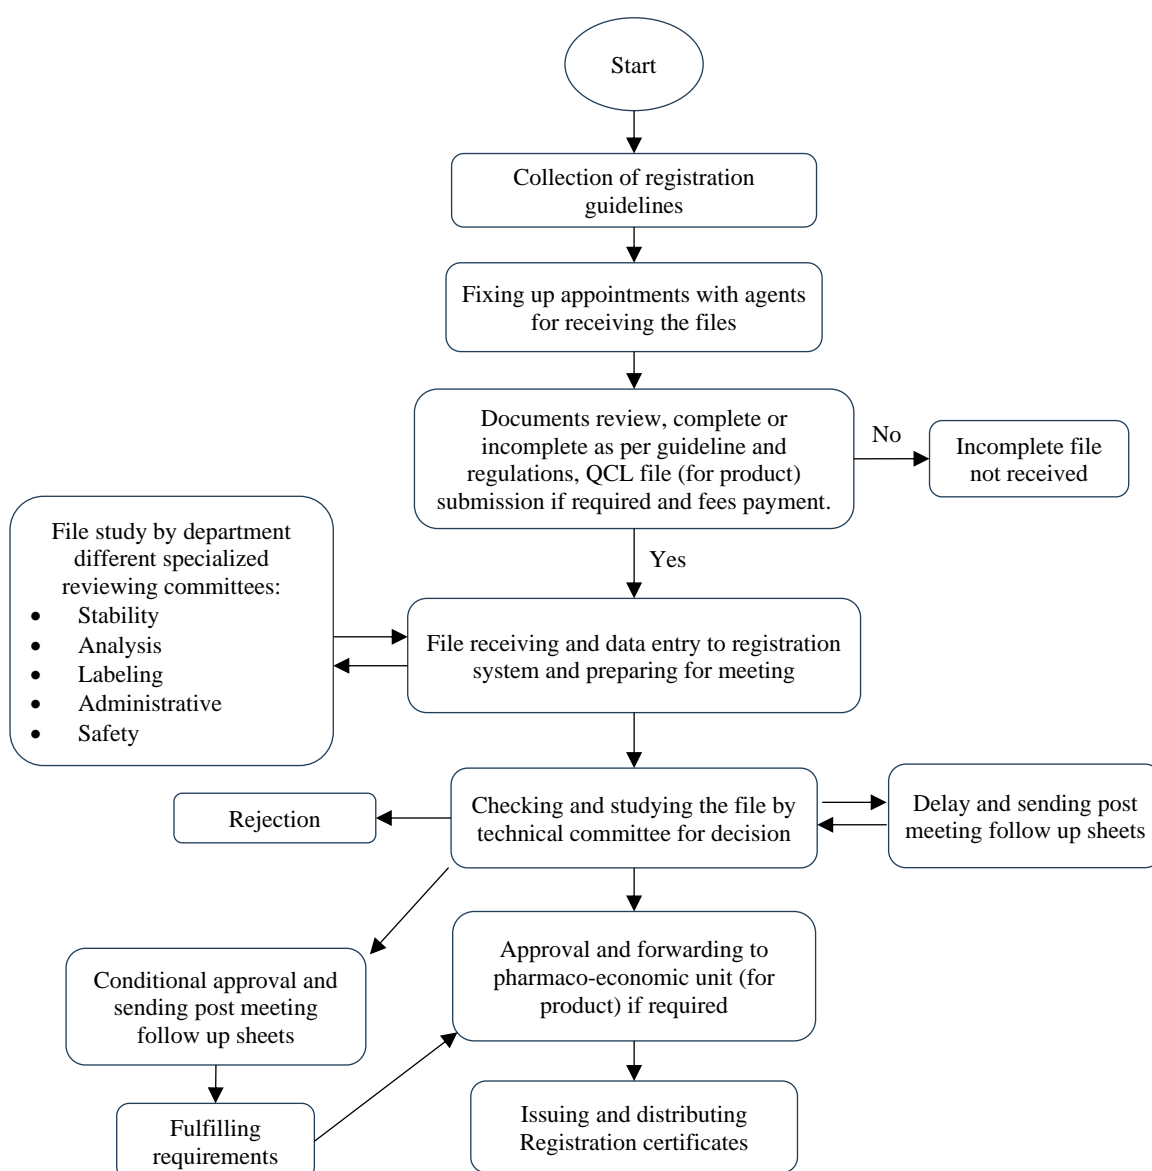 Start
Collection of registration
guidelines
Fixing up appointments with agents
for receiving the files
Documents review, complete or
incomplete as per guideline and
regulations, QCL file (for product)
submission if required and fees payment.
No
Incomplete file
not received
Yes
File study by department
different specialized
reviewing committees:
• Stability
• Analysis
• Labeling
• Administrative
• Safety
File receiving and data entry to registration
system and preparing for meeting
Rejection
Checking and studying the file by
technical committee for decision
Delay and sending post
meeting follow up sheets
Conditional approval and
sending post meeting
follow up sheets
Approval and forwarding to
pharmaco-economic unit (for
product) if required
Fulfilling
requirements
Issuing and distributing
Registration certificates